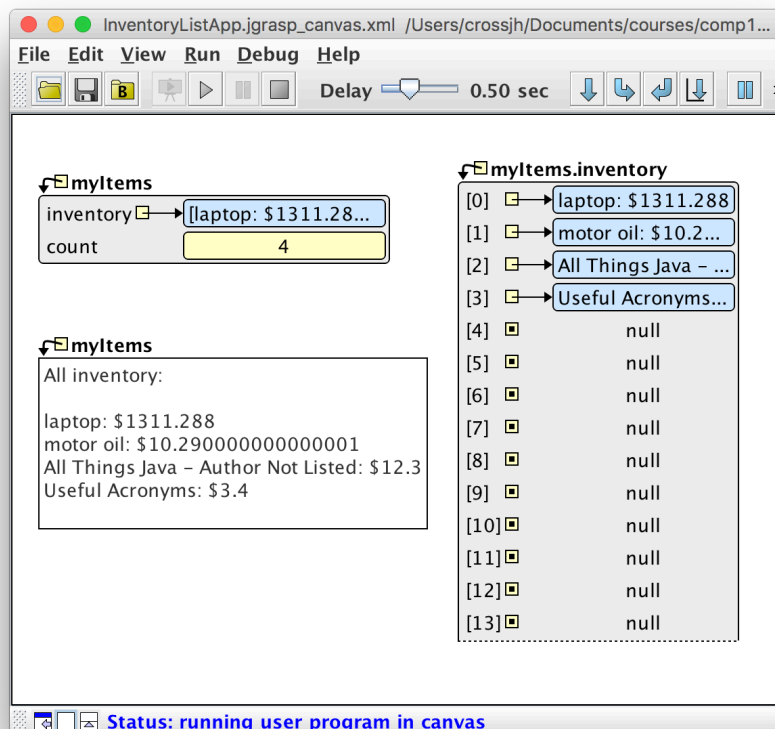 InventoryListApp.jgrasp_canvas.xml /Users/crossjh/Documents/courses/comp1...
File Edit View Run Debug Help
B Delay 0.50 sec
myItems
inventory [laptop: $1311.28...
count 4
myItems
All inventory:
laptop: $1311.288
motor oil: $10.290000000000001
All Things Java – Author Not Listed: $12.3
Useful Acronyms: $3.4
myItems.inventory
[0] laptop: $1311.288
[1] motor oil: $10.2...
[2] All Things Java – ...
[3] Useful Acronyms...
[4] null
[5] null
[6] null
[7] null
[8] null
[9] null
[10] null
[11] null
[12] null
[13] null
Status: running user program in canvas